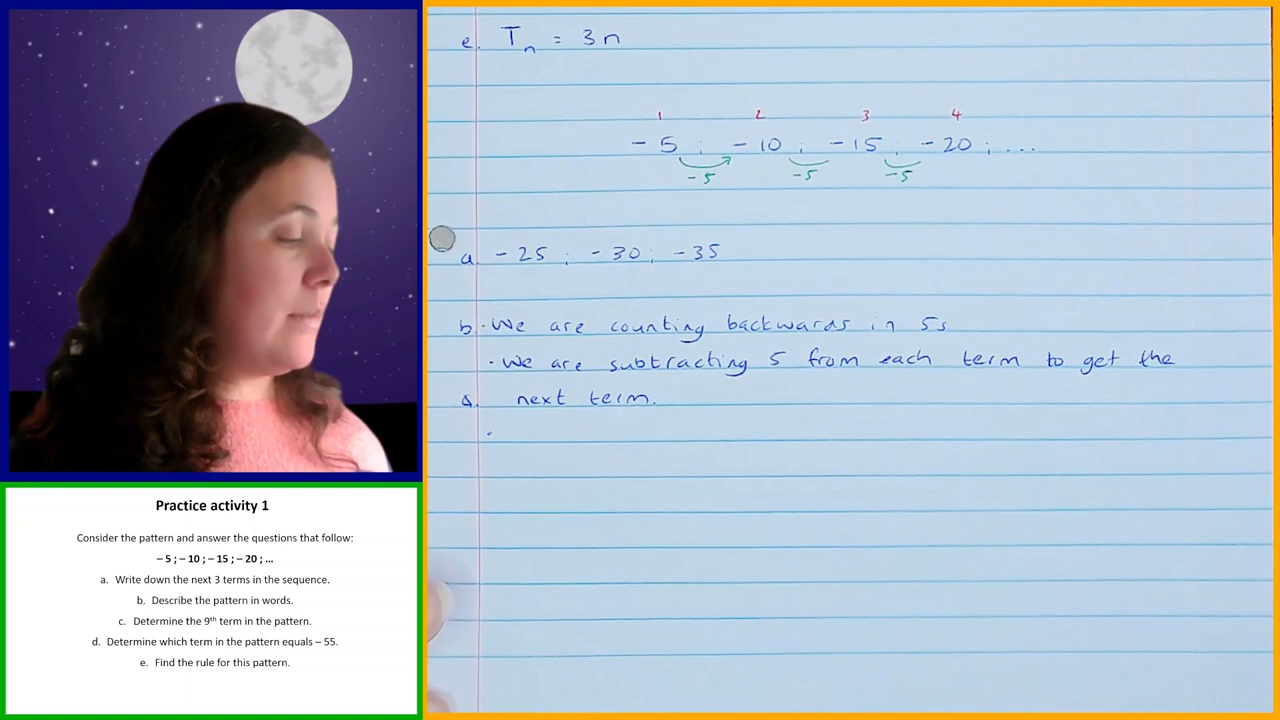 e. Tn = 3n
1 2 3 4
- 5 ; - 10 ; - 15 ; - 20 ; ...
-5 -5 -5
a. - 25 ; - 30 ; - 35
b. · We are counting backwards in 5s
· We are subtracting 5 from each term to get the
next term.
Practice activity 1
Consider the pattern and answer the questions that follow:
– 5 ; – 10 ; – 15 ; – 20 ; ...
a. Write down the next 3 terms in the sequence.
b. Describe the pattern in words.
c. Determine the 9th term in the pattern.
d. Determine which term in the pattern equals – 55.
e. Find the rule for this pattern.